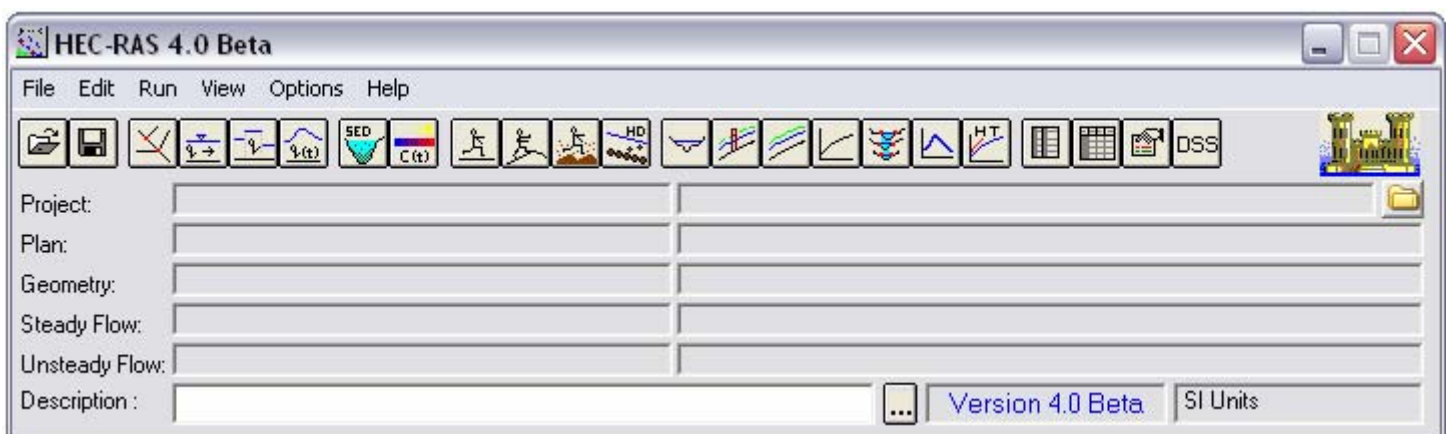 HEC-RAS 4.0 Beta
File Edit Run View Options Help
SED C(t) HD HT DSS
Project:
Plan:
Geometry:
Steady Flow:
Unsteady Flow:
Description : ... Version 4.0 Beta SI Units